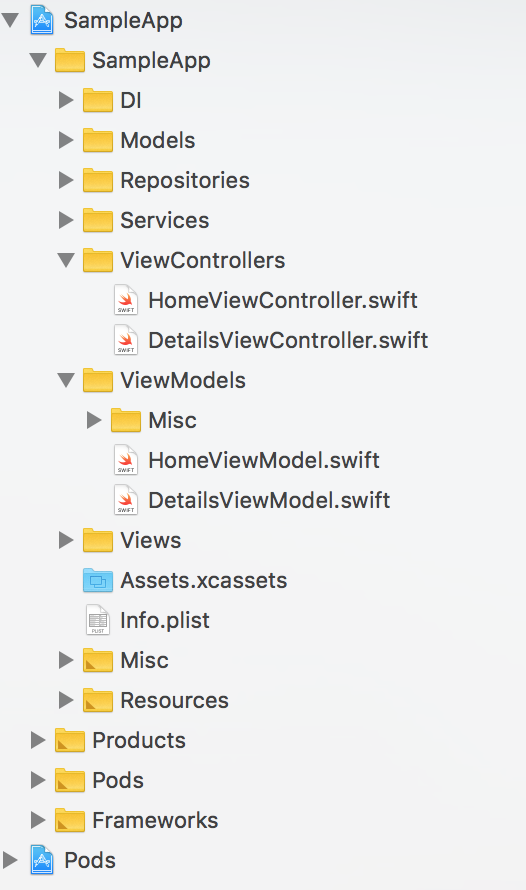 SampleApp
SampleApp
DI
Models
Repositories
Services
ViewControllers
SWIFT HomeViewController.swift
SWIFT DetailsViewController.swift
ViewModels
Misc
SWIFT HomeViewModel.swift
SWIFT DetailsViewModel.swift
Views
Assets.xcassets
PLIST Info.plist
Misc
Resources
Products
Pods
Frameworks
Pods